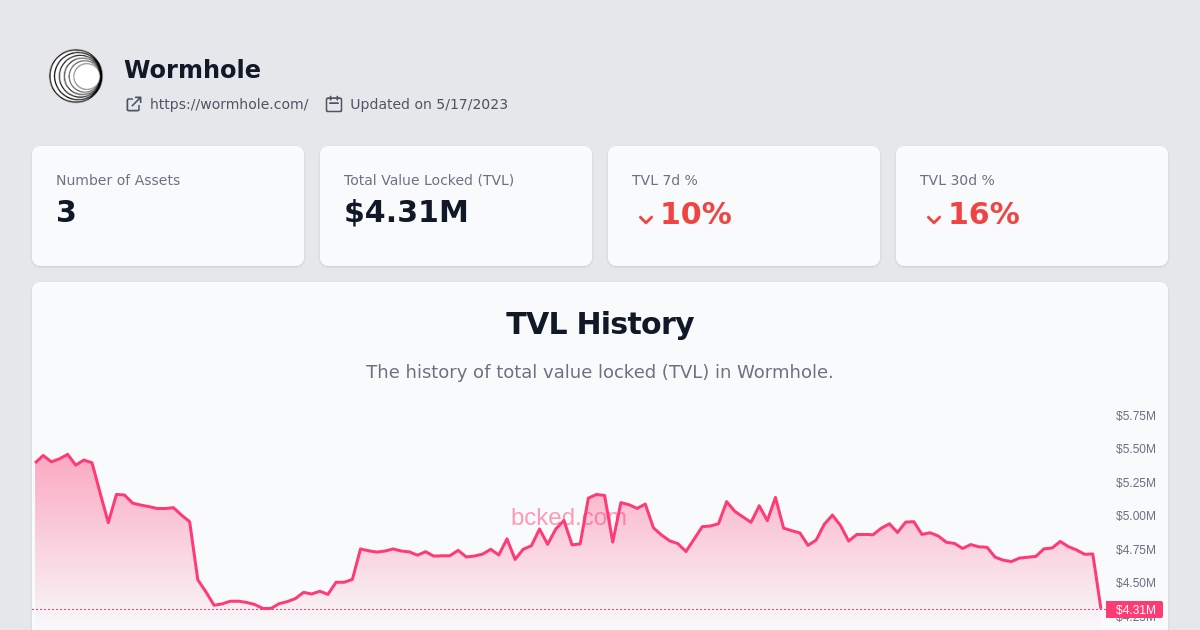 Wormhole
https://wormhole.com/ Updated on 5/17/2023
Number of Assets
3
Total Value Locked (TVL)
$4.31M
TVL 7d %
10%
TVL 30d %
16%
TVL History
The history of total value locked (TVL) in Wormhole.
$5.75M
$5.50M
$5.25M
$5.00M
bcked.com
$4.75M
$4.50M
$4.31M
$4.25M